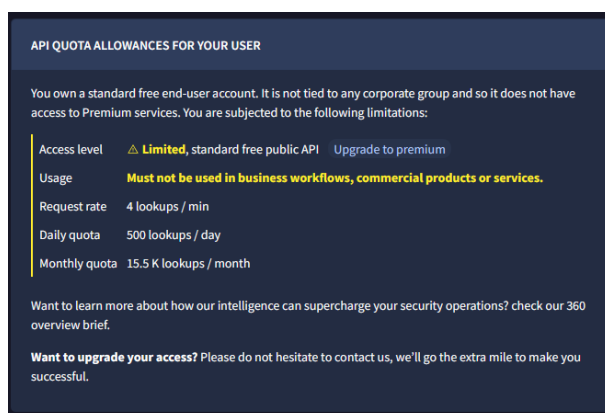 API QUOTA ALLOWANCES FOR YOUR USER
You own a standard free end-user account. It is not tied to any corporate group and so it does not have
access to Premium services. You are subjected to the following limitations:
Access level ⚠ Limited, standard free public API Upgrade to premium
Usage Must not be used in business workflows, commercial products or services.
Request rate 4 lookups / min
Daily quota 500 lookups / day
Monthly quota 15.5 K lookups / month
Want to learn more about how our intelligence can supercharge your security operations? check our 360
overview brief.
Want to upgrade your access? Please do not hesitate to contact us, we'll go the extra mile to make you
successful.